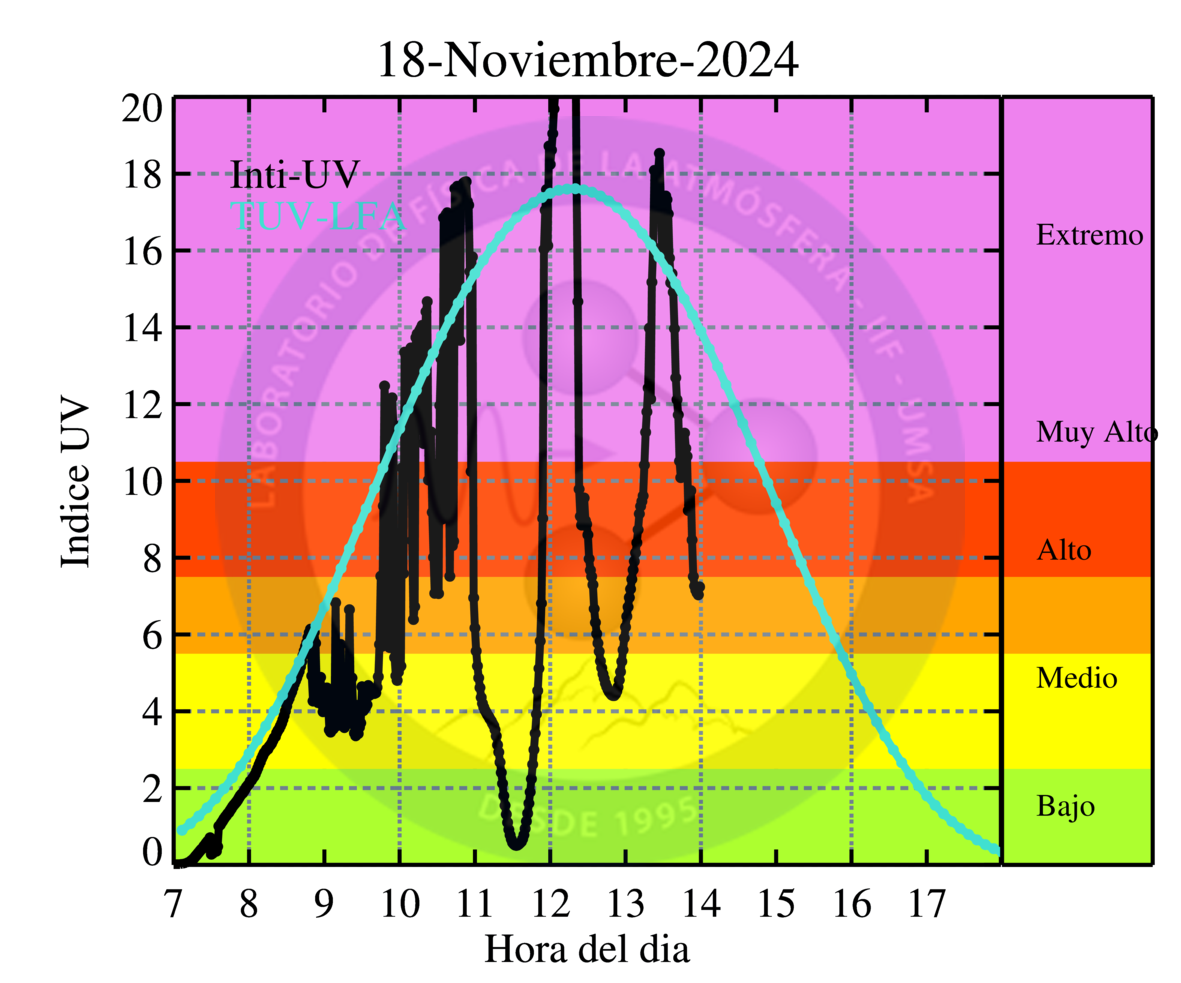 18-Noviembre-2024
Indice UV
20
18
16
14
12
10
8
6
4
2
0
Inti-UV
TUV-LFA
LABORATORIO DE FÍSICA DE LA ATMÓSFERA - IIF - UMSA
DESDE 1995
Extremo
Muy Alto
Alto
Medio
Bajo
7 8 9 10 11 12 13 14 15 16 17
Hora del dia